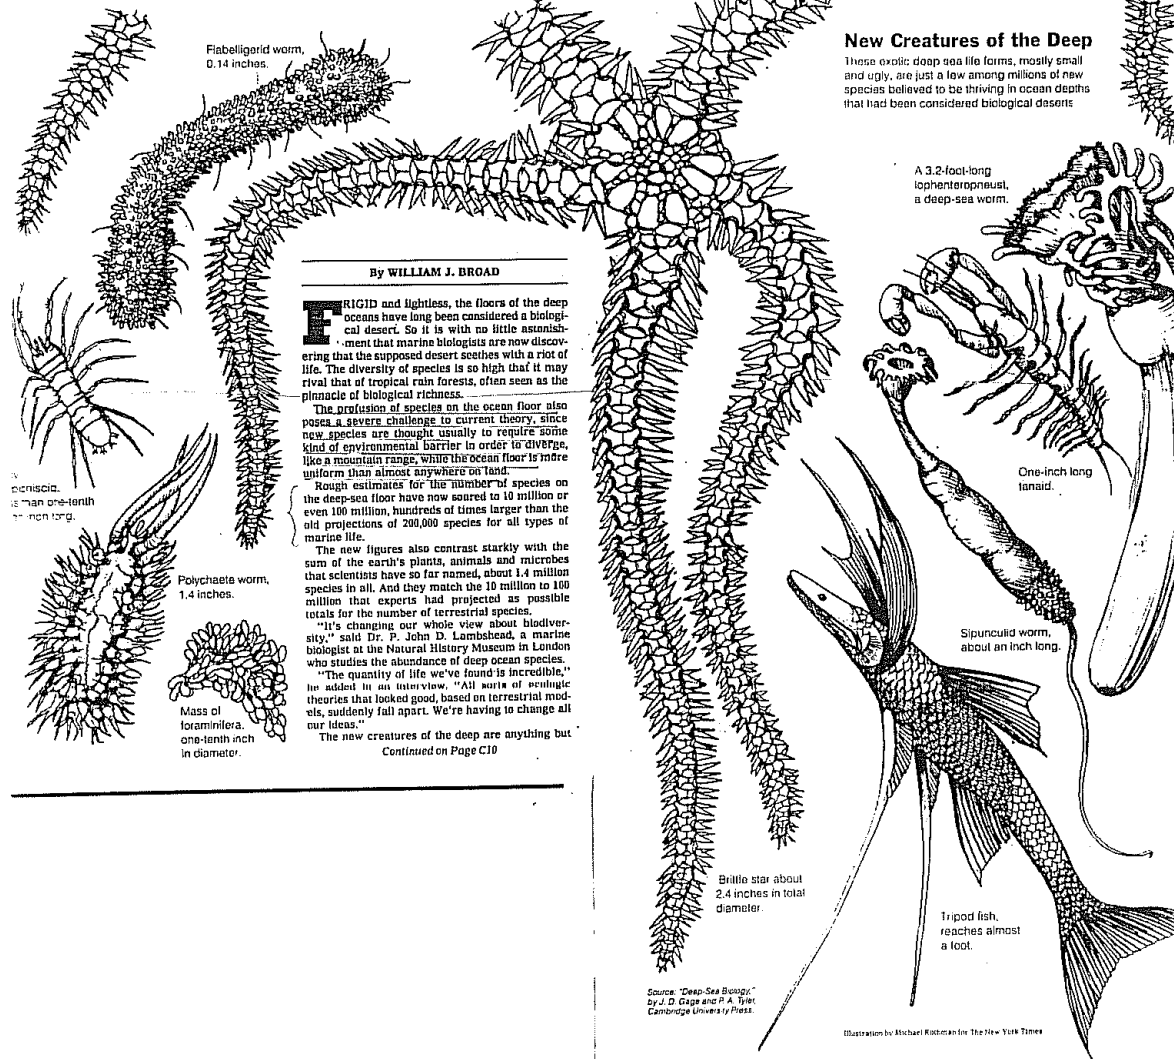 New Creatures of the Deep
These exotic deep sea life forms, mostly small
and ugly, are just a few among millions of new
species believed to be thriving in ocean depths
that had been considered biological deserts
Flabelligerid worm,
0.14 inches.
A 3.2-foot-long
lophenteropneust,
a deep-sea worm.
By WILLIAM J. BROAD
FRIGID and lightless, the floors of the deep
oceans have long been considered a biologi-
cal desert. So it is with no little astonish-
ment that marine biologists are now discov-
ering that the supposed desert seethes with a riot of
life. The diversity of species is so high that it may
rival that of tropical rain forests, often seen as the
pinnacle of biological richness.
The profusion of species on the ocean floor also
poses a severe challenge to current theory, since
new species are thought usually to require some
kind of environmental barrier in order to diverge,
like a mountain range, while the ocean floor is more
uniform than almost anywhere on land.
Rough estimates for the number of species on
the deep-sea floor have now soared to 10 million or
even 100 million, hundreds of times larger than the
old projections of 200,000 species for all types of
marine life.
The new figures also contrast starkly with the
sum of the earth's plants, animals and microbes
that scientists have so far named, about 1.4 million
species in all. And they match the 10 million to 100
million that experts had projected as possible
totals for the number of terrestrial species.
"It's changing our whole view about biodiver-
sity," said Dr. P. John D. Lambshead, a marine
biologist at the Natural History Museum in London
who studies the abundance of deep ocean species.
"The quantity of life we've found is incredible,"
he added in an interview. "All sorts of ecologic
theories that looked good, based on terrestrial mod-
els, suddenly fall apart. We're having to change all
our ideas."
The new creatures of the deep are anything but
Continued on Page C10
one-tenth
Polychaete worm,
1.4 inches.
Mass of
foraminifera,
one-tenth inch
in diameter.
One-inch long
tanaid.
Sipunculid worm,
about an inch long.
Brittle star about
2.4 inches in total
diameter.
Tripod fish,
reaches almost
a foot.
Source: "Deep-Sea Biology,"
by J. D. Gage and P. A. Tyler,
Cambridge University Press.
Illustration by Michael Rothman for The New York Times